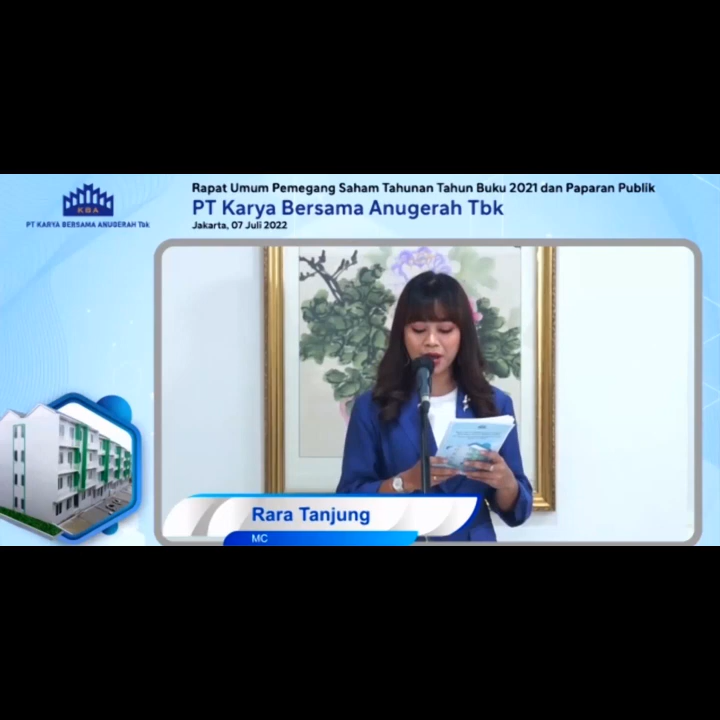 Rapat Umum Pemegang Saham Tahunan Tahun Buku 2021 dan Paparan Publik
PT Karya Bersama Anugerah Tbk
Jakarta, 07 Juli 2022
KBA
PT KARYA BERSAMA ANUGERAH Tbk
Rara Tanjung
MC